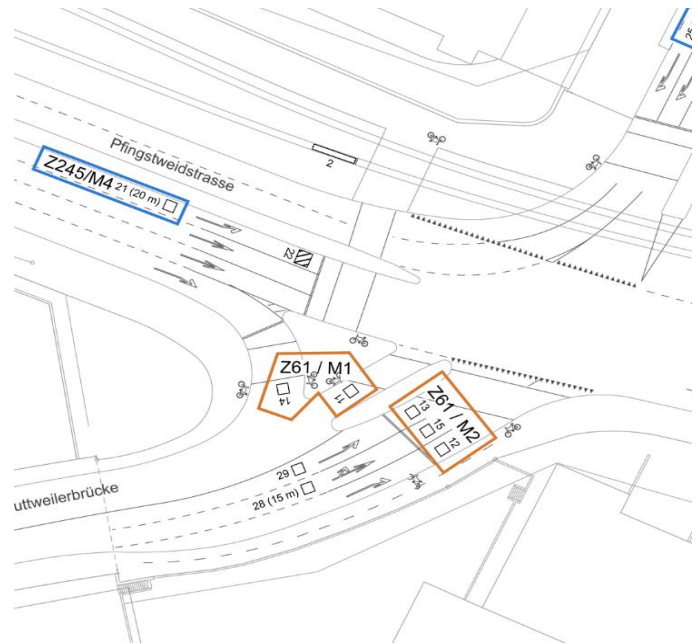 25
Pfingstweidstrasse
2
Z245/M4 21 (20 m)
22
Z61 / M1
14
11
Z61 / M2
13
15
12
29
28 (15 m)
uttweilerbrücke